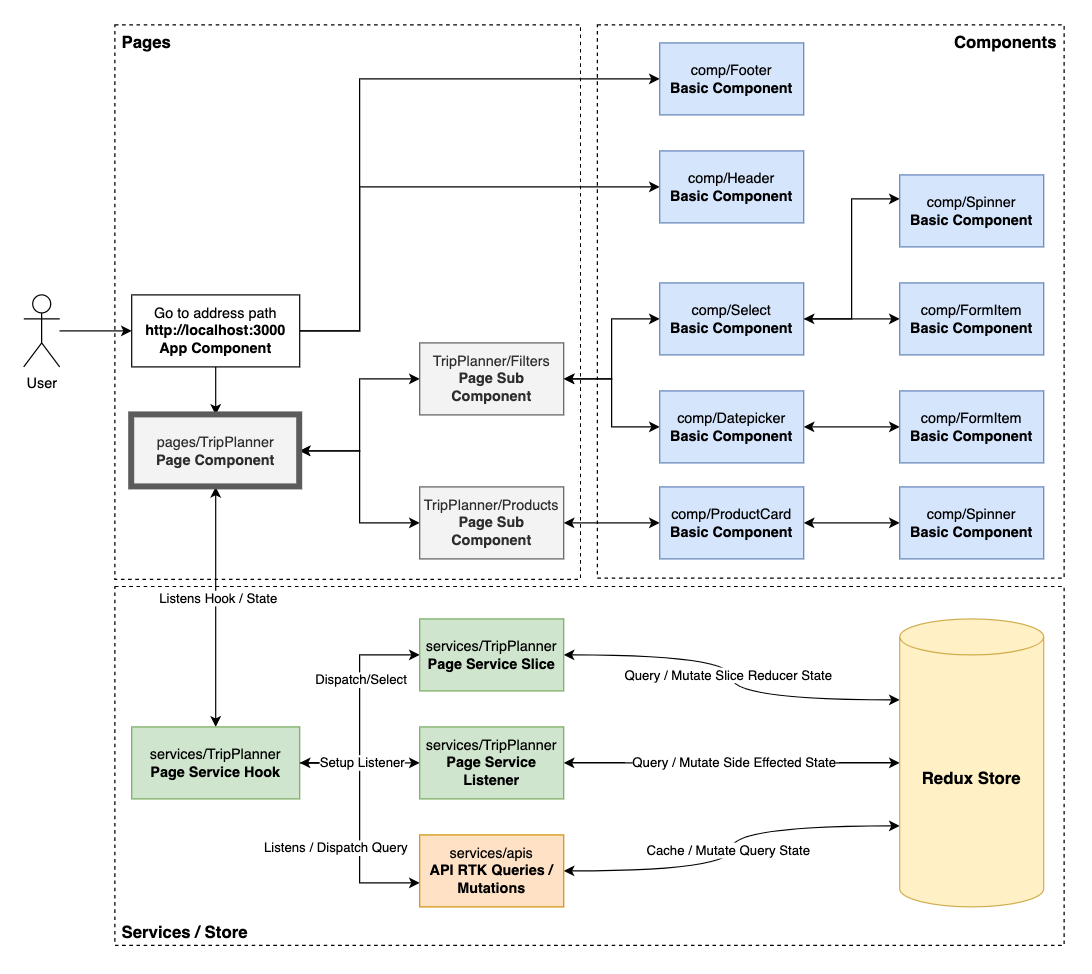 Pages
Components
comp/Footer
Basic Component
comp/Header
Basic Component
comp/Spinner
Basic Component
User
Go to address path
http://localhost:3000
App Component
comp/Select
Basic Component
comp/FormItem
Basic Component
TripPlanner/Filters
Page Sub
Component
pages/TripPlanner
Page Component
comp/Datepicker
Basic Component
comp/FormItem
Basic Component
TripPlanner/Products
Page Sub
Component
comp/ProductCard
Basic Component
comp/Spinner
Basic Component
Listens Hook / State
services/TripPlanner
Page Service Slice
Dispatch/Select
Query / Mutate Slice Reducer State
services/TripPlanner
Page Service Hook
Setup Listener
services/TripPlanner
Page Service
Listener
Query / Mutate Side Effected State
Redux Store
Listens / Dispatch Query
services/apis
API RTK Queries /
Mutations
Cache / Mutate Query State
Services / Store